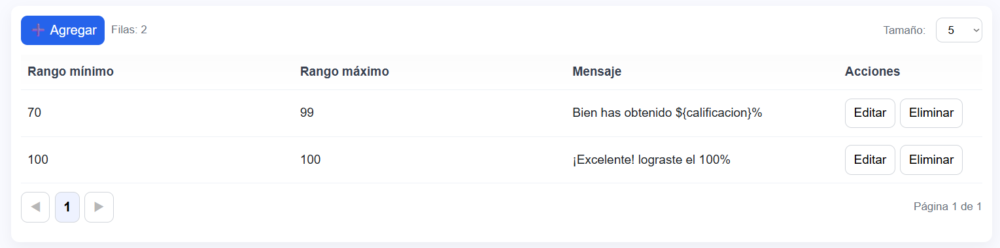 Agregar Filas: 2 Tamaño: 5
Rango mínimo Rango máximo Mensaje Acciones
70 99 Bien has obtenido ${calificacion}% Editar Eliminar
100 100 ¡Excelente! lograste el 100% Editar Eliminar
1 Página 1 de 1